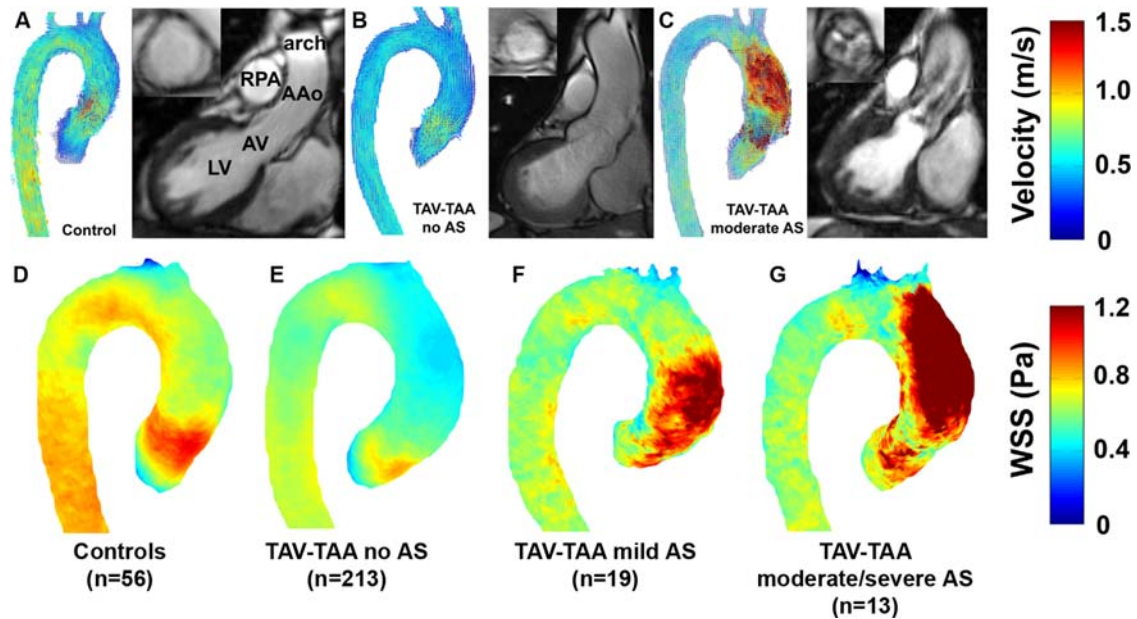 A
Control
arch
RPA
AAo
AV
LV
B
TAV-TAA
no AS
C
TAV-TAA
moderate AS
1.5
1.0
0.5
0
Velocity (m/s)
D
Controls
(n=56)
E
TAV-TAA no AS
(n=213)
F
TAV-TAA mild AS
(n=19)
G
TAV-TAA
moderate/severe AS
(n=13)
1.2
0.8
0.4
0
WSS (Pa)